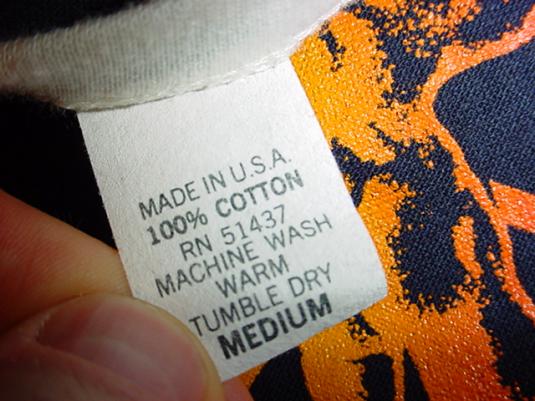 MADE IN U.S.A.
100% COTTON
RN 51437
MACHINE WASH
WARM
TUMBLE DRY
MEDIUM